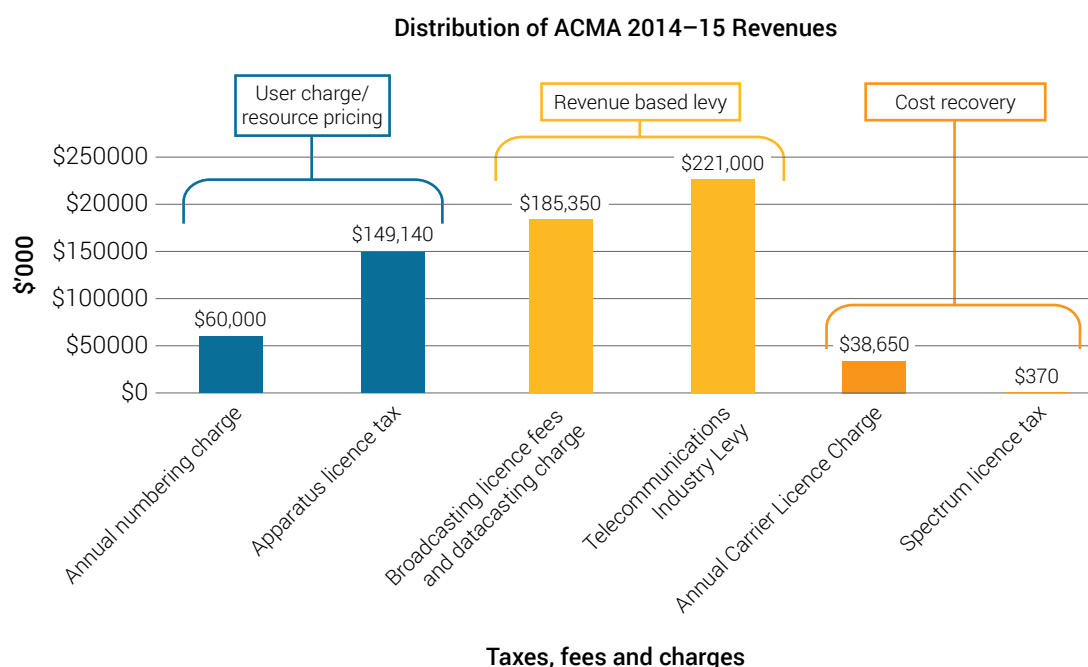 Distribution of ACMA 2014–15 Revenues
User charge/
resource pricing
Revenue based levy
Cost recovery
$'000
$250000
$20000
$150000
$100000
$50000
$0
$60,000
$149,140
$185,350
$221,000
$38,650
$370
Annual numbering charge
Apparatus licence tax
Broadcasting licence fees
and datacasting charge
Telecommunications
Industry Levy
Annual Carrier Licence Charge
Spectrum licence tax
Taxes, fees and charges